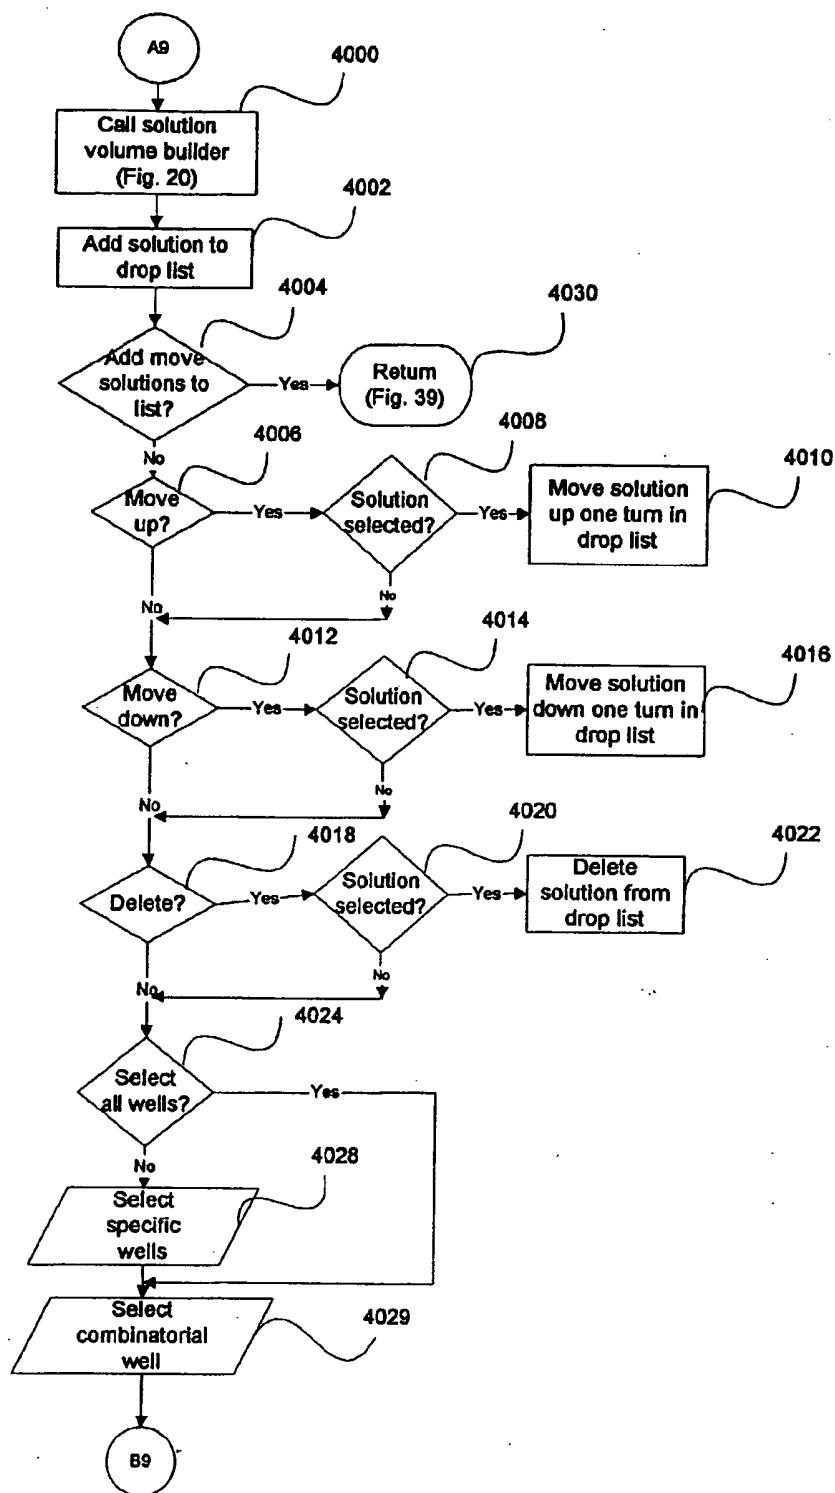 A9
4000
Call solution
volume builder
(Fig. 20)
4002
Add solution to
drop list
4004
Add move
solutions to
list?
Yes
4030
Return
(Fig. 39)
No
4006
Move
up?
Yes
4008
Solution
selected?
Yes
4010
Move solution
up one turn in
drop list
No
No
4012
Move
down?
Yes
4014
Solution
selected?
Yes
4016
Move solution
down one turn in
drop list
No
No
4018
Delete?
Yes
4020
Solution
selected?
Yes
4022
Delete
solution from
drop list
No
No
4024
Select
all wells?
Yes
No
4028
Select
specific
wells
4029
Select
combinatorial
well
B9